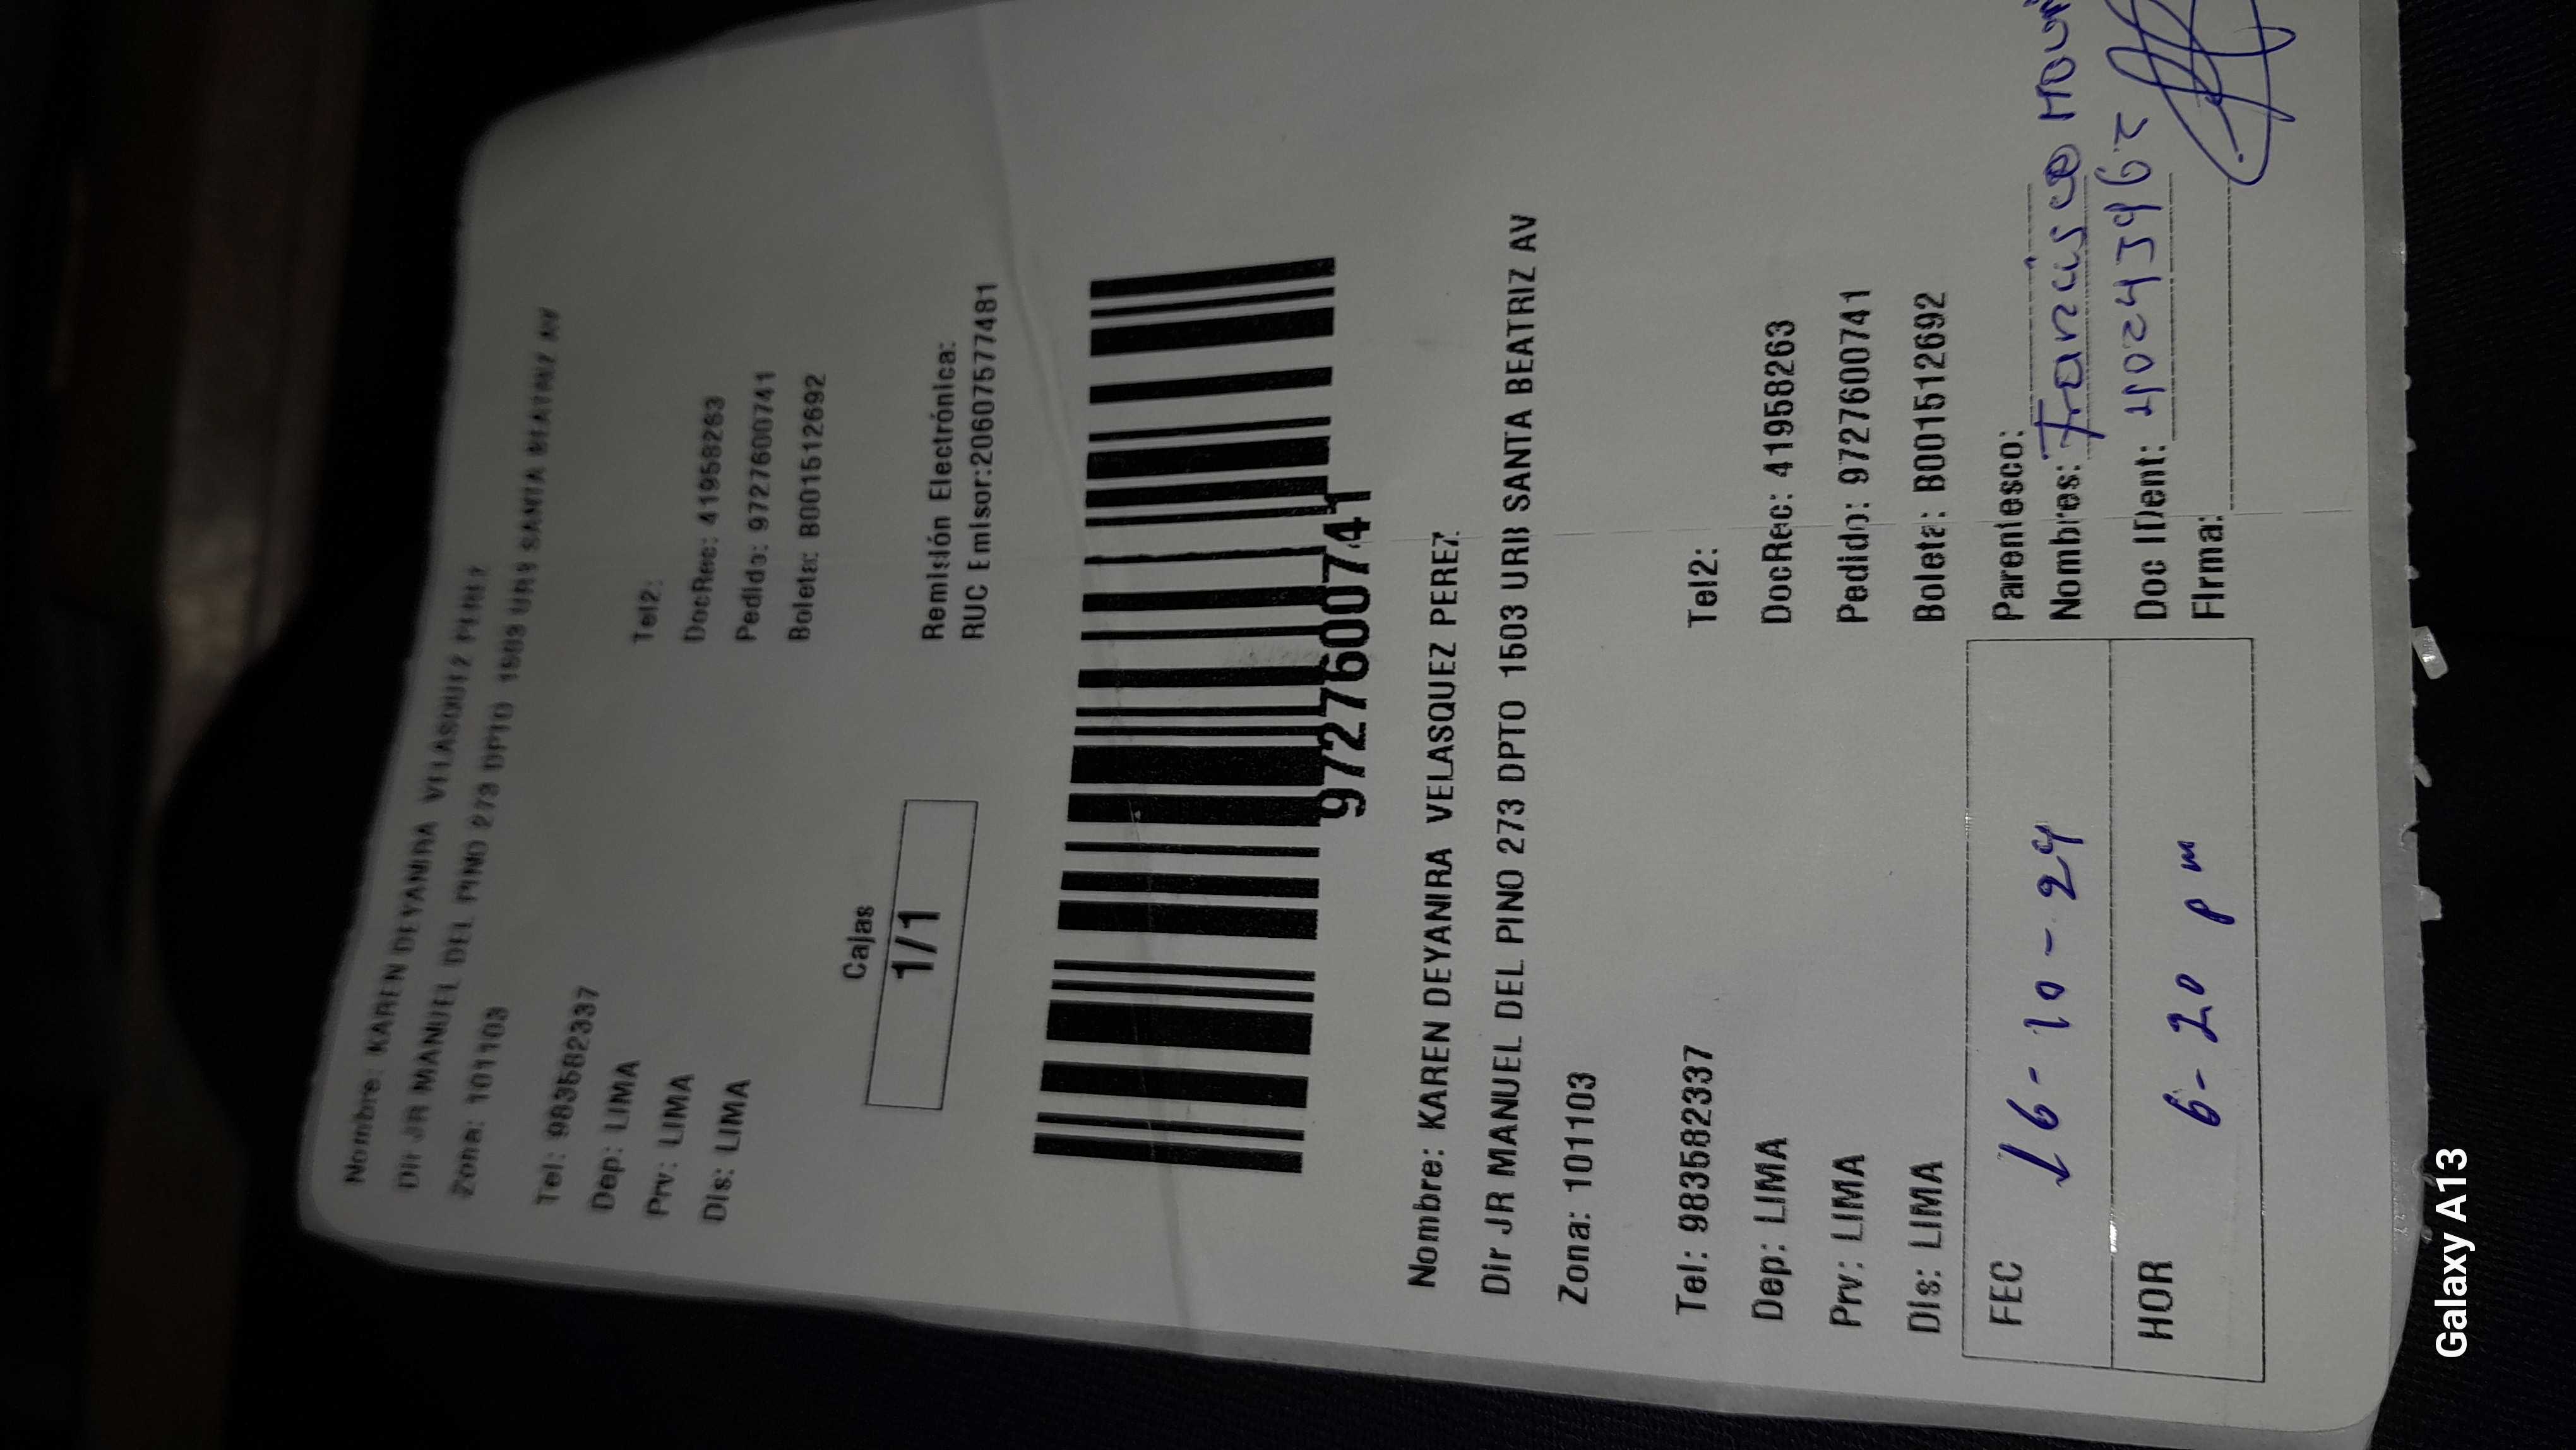 Nombre: KAREN DEYANIRA VELASQUEZ PEREZ
Dir JR MANUEL DEL PINO 273 DPTO 1503 URB SANTA BEATRIZ AV
Zona: 101103
Tel: 983582337
Tel2:
Dep: LIMA
DocRec: 41958263
Prv: LIMA
Pedido: 9727600741
Dis: LIMA
Boleta: B001512692
Cajas
1/1
Remisión Electrónica:
RUC Emisor:20607577481
9727600741
Nombre: KAREN DEYANIRA VELASQUEZ PEREZ
Dir JR MANUEL DEL PINO 273 DPTO 1503 URB SANTA BEATRIZ AV
Zona: 101103
Tel: 983582337
Tel2:
Dep: LIMA
DocRec: 41958263
Prv: LIMA
Pedido: 9727600741
Dis: LIMA
Boleta: B001512692
FEC 16-10-24
Parentesco:
Nombres: Francisco
HOR 6-20 pm
Doc IDent:
Firma:
Galaxy A13